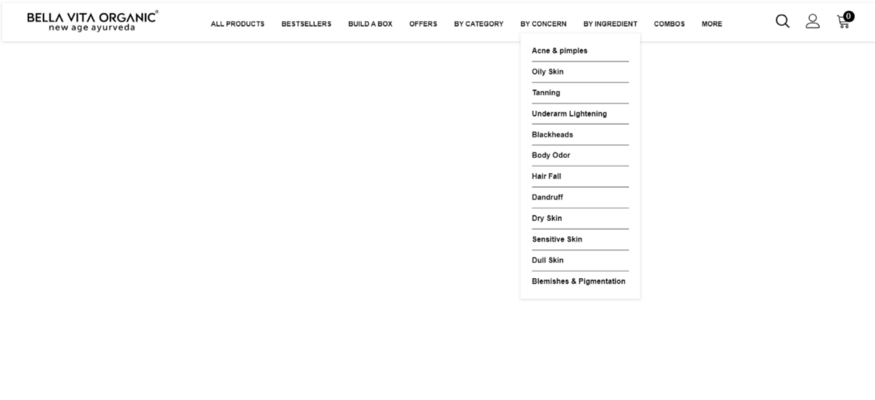 BELLA VITA ORGANIC®
new age ayurveda
ALL PRODUCTS BESTSELLERS BUILD A BOX OFFERS BY CATEGORY BY CONCERN BY INGREDIENT COMBOS MORE
0
Acne & pimples
Oily Skin
Tanning
Underarm Lightening
Blackheads
Body Odor
Hair Fall
Dandruff
Dry Skin
Sensitive Skin
Dull Skin
Blemishes & Pigmentation